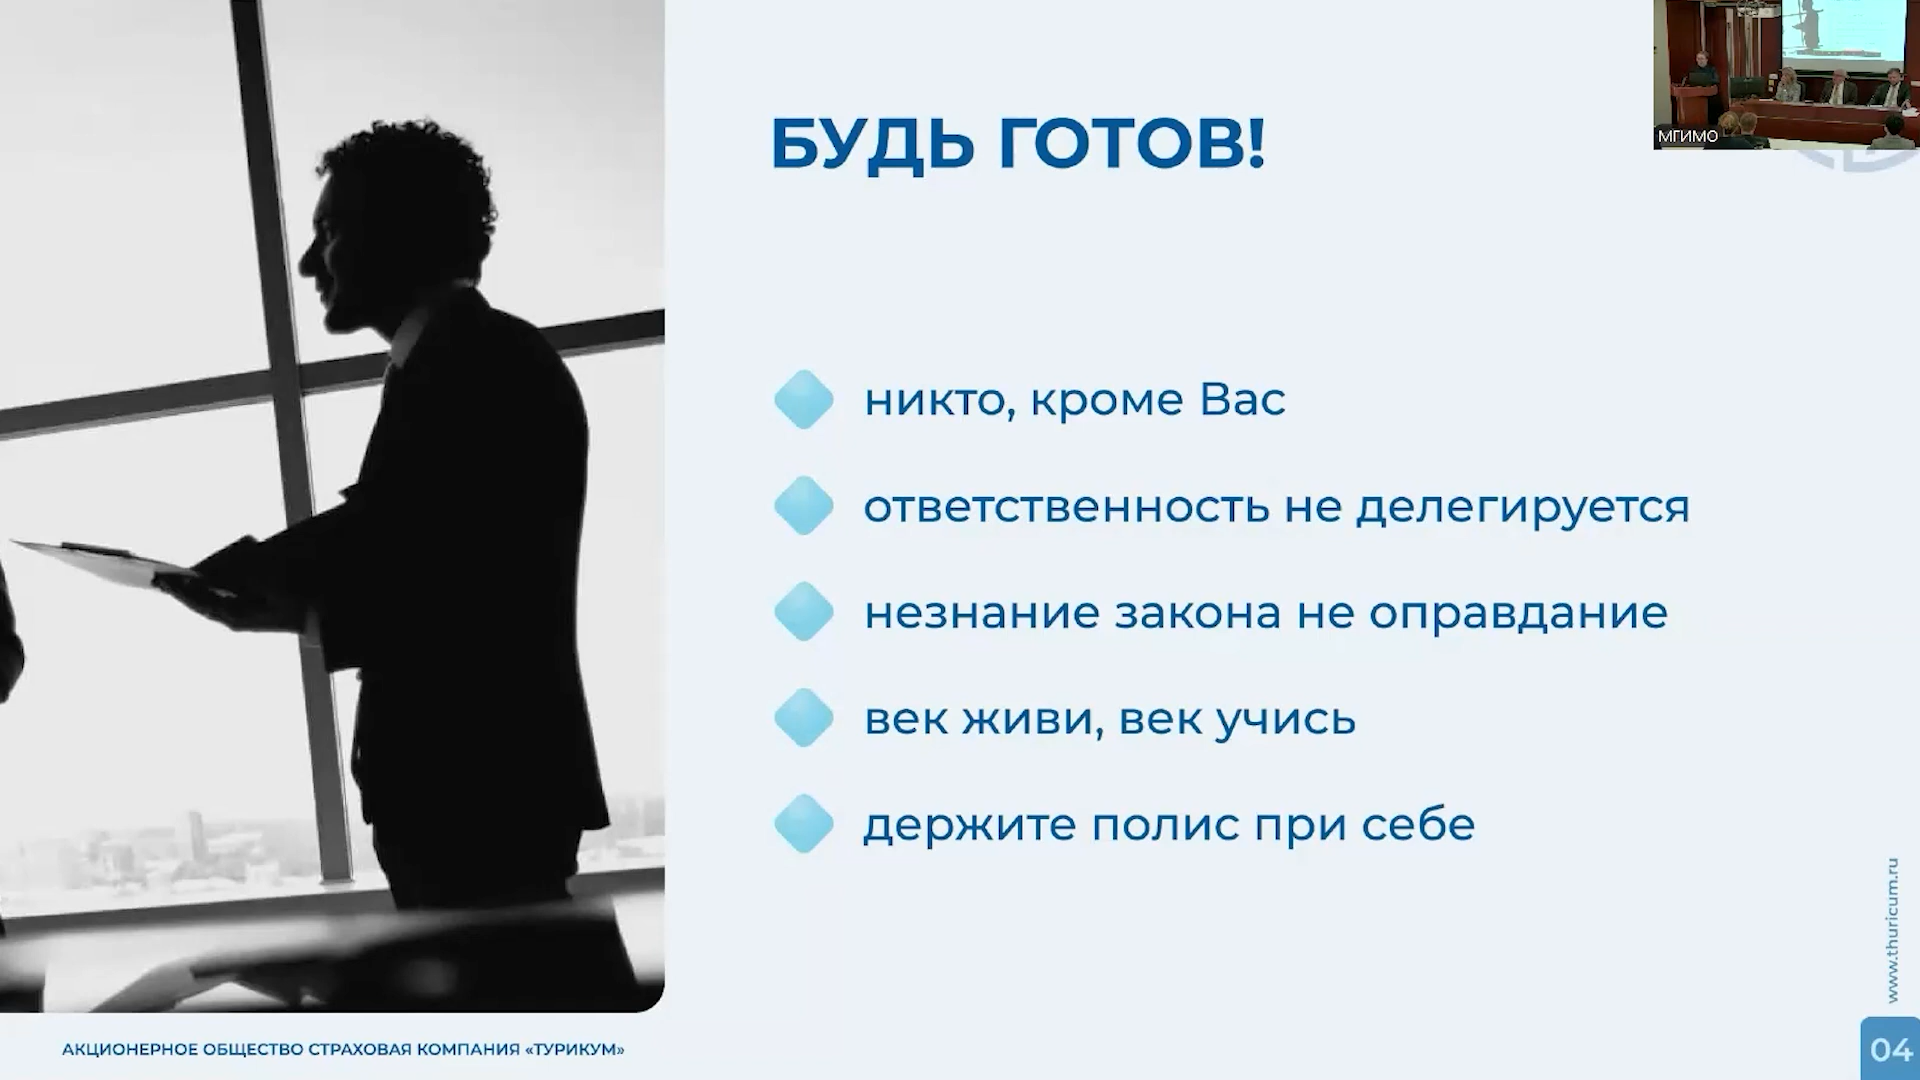 МГИМО
БУДЬ ГОТОВ!
никто, кроме Вас
ответственность не делегируется
незнание закона не оправдание
век живи, век учись
держите полис при себе
www.thuricum.ru
АКЦИОНЕРНОЕ ОБЩЕСТВО СТРАХОВАЯ КОМПАНИЯ «ТУРИКУМ»
04